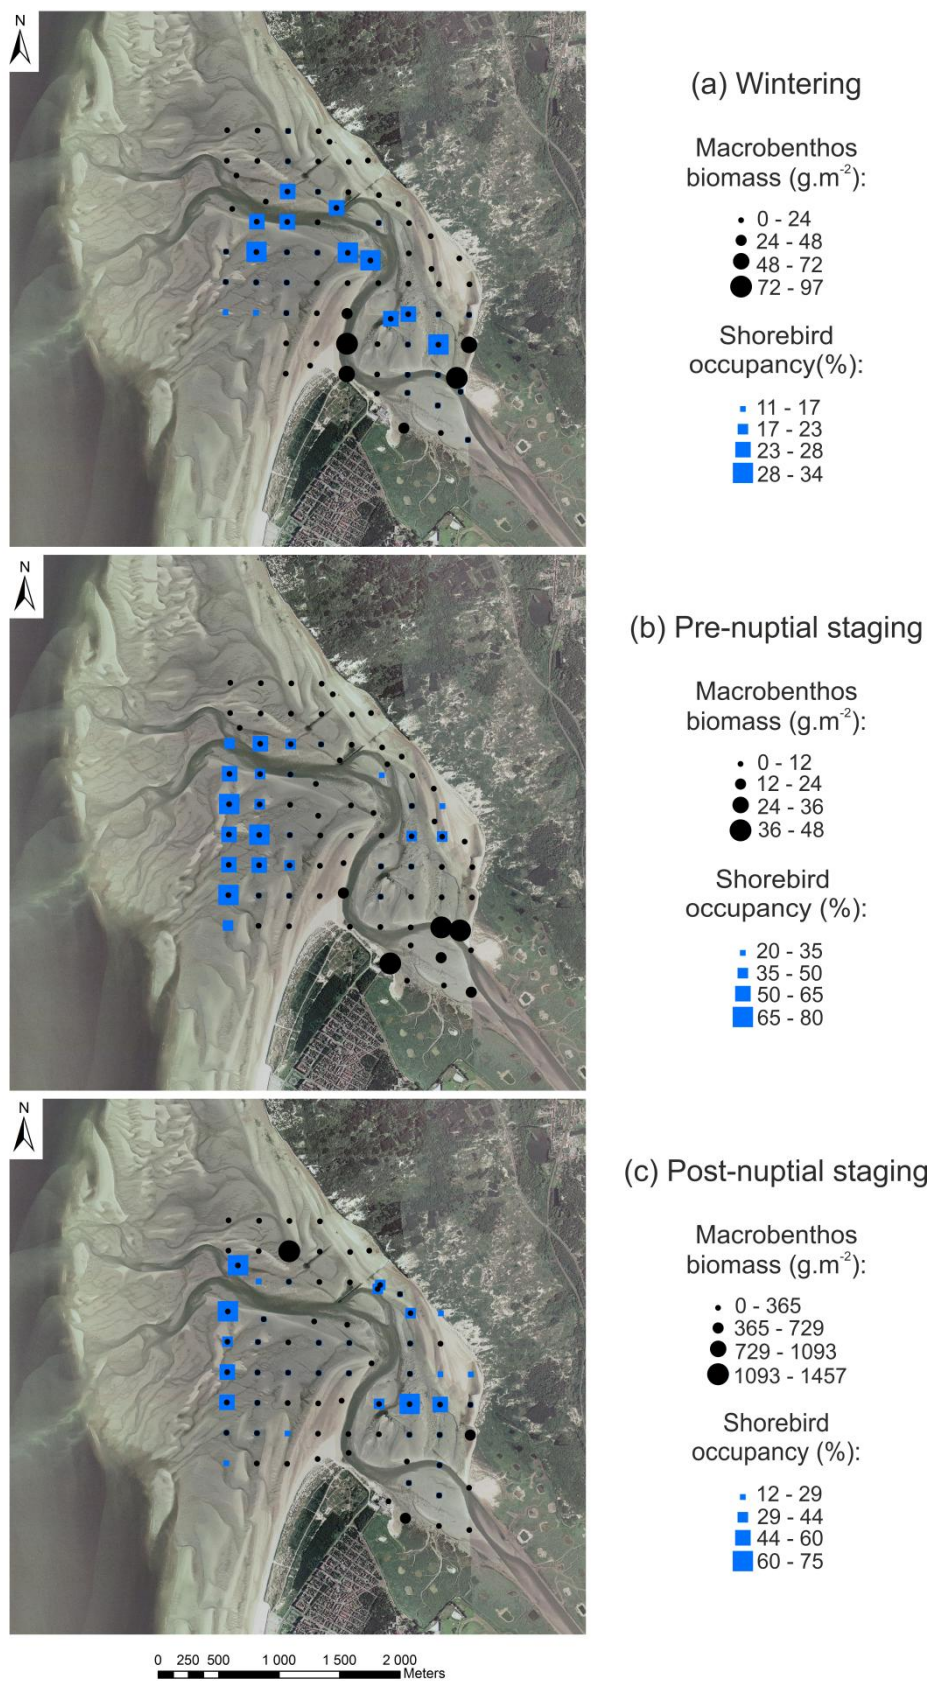 N
(a) Wintering
Macrobenthos
biomass (g.m⁻²):
0 - 24
24 - 48
48 - 72
72 - 97
Shorebird
occupancy(%):
11 - 17
17 - 23
23 - 28
28 - 34
N
(b) Pre-nuptial staging
Macrobenthos
biomass (g.m⁻²):
0 - 12
12 - 24
24 - 36
36 - 48
Shorebird
occupancy (%):
20 - 35
35 - 50
50 - 65
65 - 80
N
(c) Post-nuptial staging
Macrobenthos
biomass (g.m⁻²):
0 - 365
365 - 729
729 - 1093
1093 - 1457
Shorebird
occupancy (%):
12 - 29
29 - 44
44 - 60
60 - 75
0 250 500 1 000 1 500 2 000
Meters